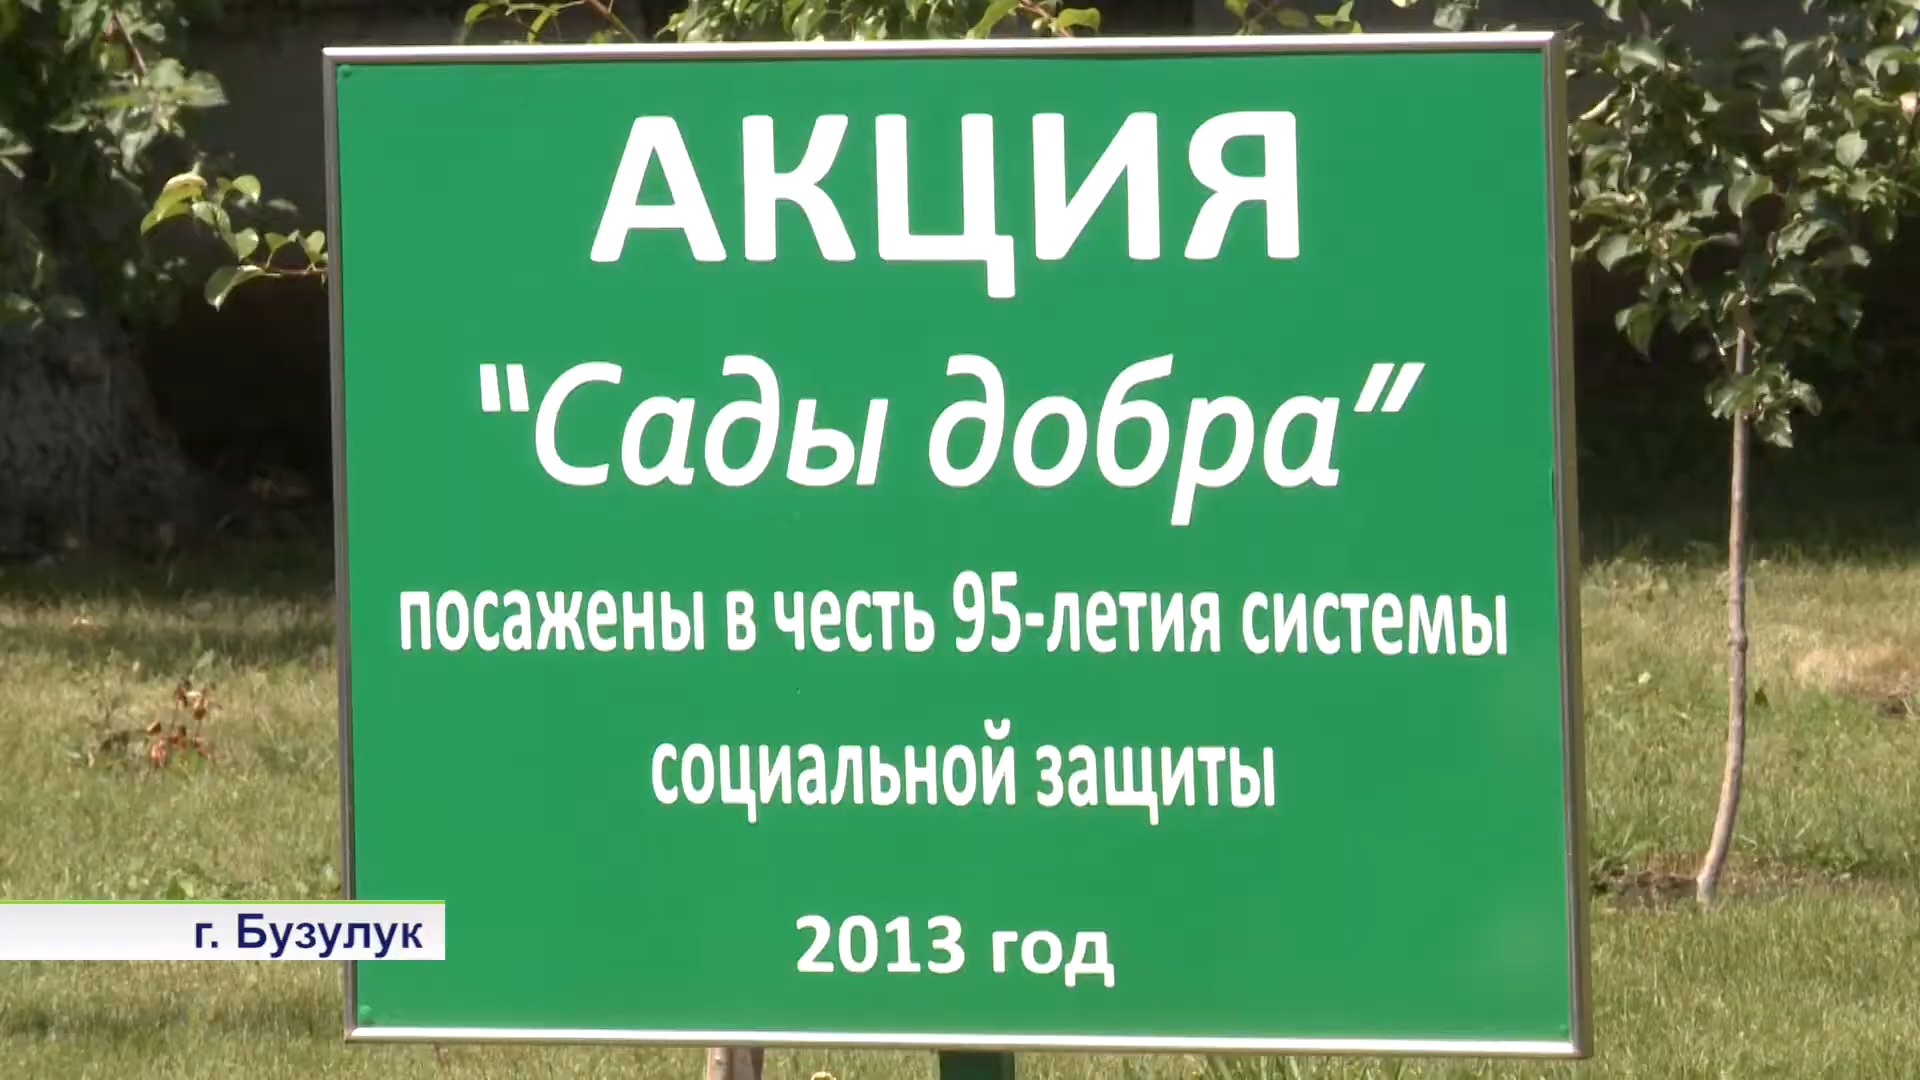 АКЦИЯ
"Сады добра"
посажены в честь 95-летия системы
социальной защиты
2013 год
г. Бузулук